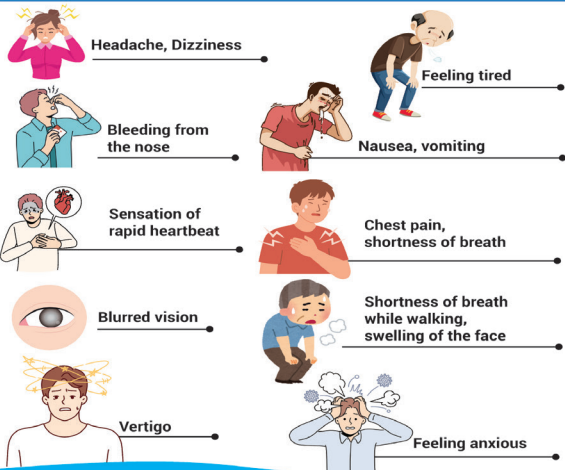 Headache, Dizziness
Feeling tired
Bleeding from
the nose
Nausea, vomiting
Sensation of
rapid heartbeat
Chest pain,
shortness of breath
Blurred vision
Shortness of breath
while walking,
swelling of the face
Vertigo
Feeling anxious